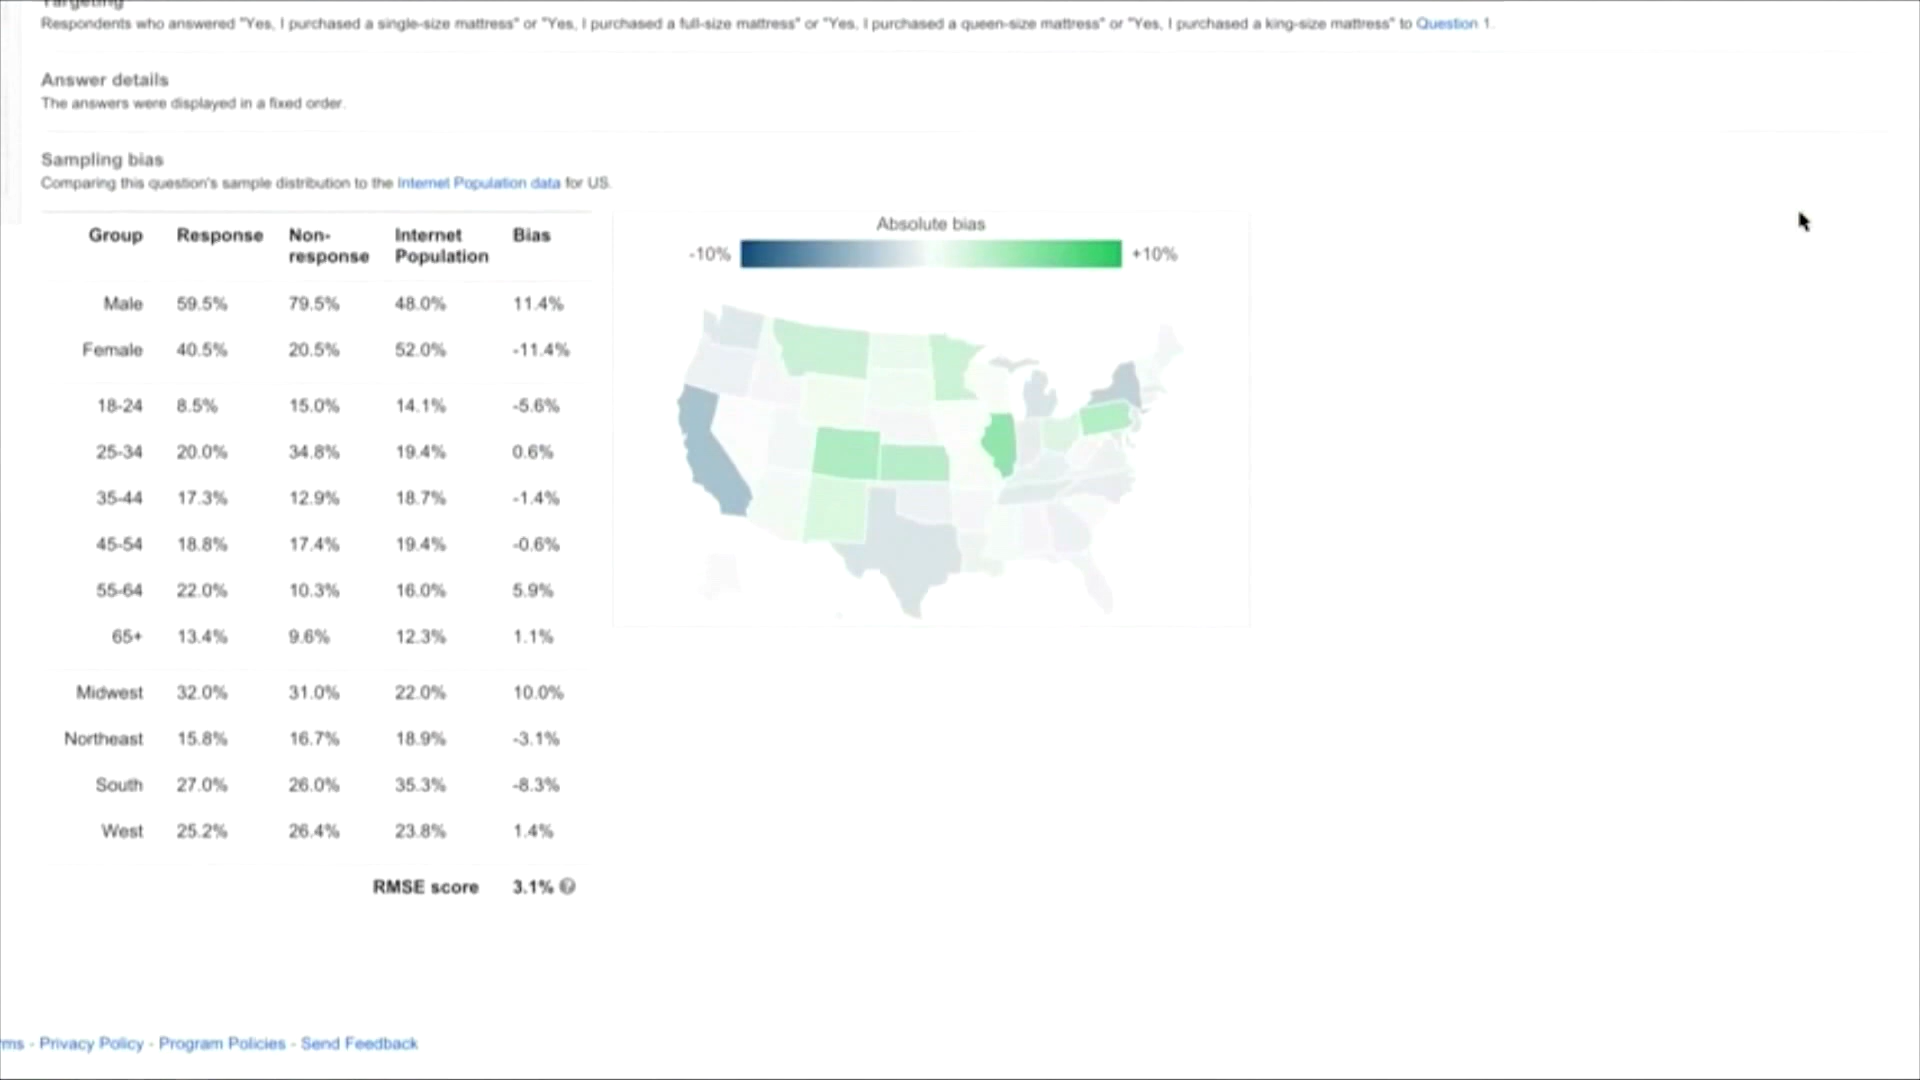 Targeting
Respondents who answered "Yes, I purchased a single-size mattress" or "Yes, I purchased a full-size mattress" or "Yes, I purchased a queen-size mattress" or "Yes, I purchased a king-size mattress" to Question 1.
Answer details
The answers were displayed in a fixed order.
Sampling bias
Comparing this question's sample distribution to the Internet Population data for US.
Group Response Non-response Internet Population Bias
Male 59.5% 79.5% 48.0% 11.4%
Female 40.5% 20.5% 52.0% -11.4%
18-24 8.5% 15.0% 14.1% -5.6%
25-34 20.0% 34.8% 19.4% 0.6%
35-44 17.3% 12.9% 18.7% -1.4%
45-54 18.8% 17.4% 19.4% -0.6%
55-64 22.0% 10.3% 16.0% 5.9%
65+ 13.4% 9.6% 12.3% 1.1%
Midwest 32.0% 31.0% 22.0% 10.0%
Northeast 15.8% 16.7% 18.9% -3.1%
South 27.0% 26.0% 35.3% -8.3%
West 25.2% 26.4% 23.8% 1.4%
RMSE score 3.1% ?
Absolute bias
-10% +10%
rms - Privacy Policy - Program Policies - Send Feedback